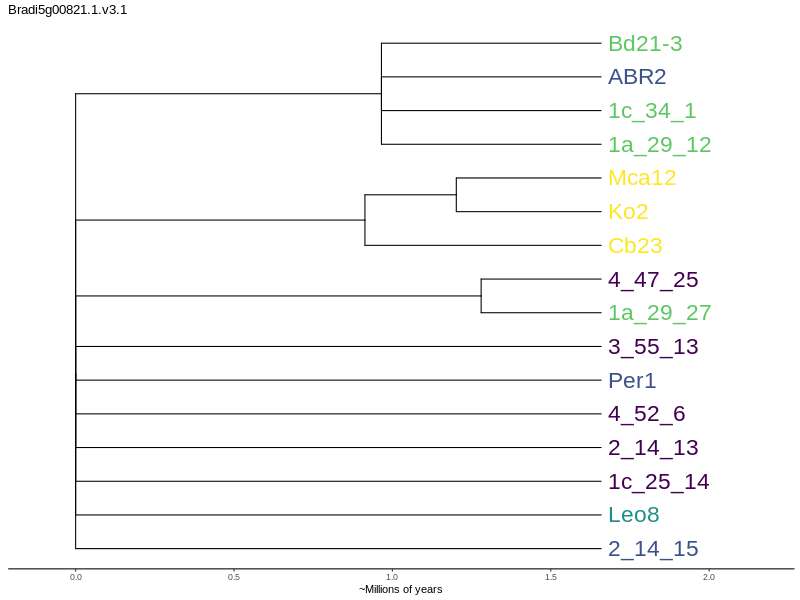 Bradi5g00821.1.v3.1
Bd21-3
ABR2
1c_34_1
1a_29_12
Mca12
Ko2
Cb23
4_47_25
1a_29_27
3_55_13
Per1
4_52_6
2_14_13
1c_25_14
Leo8
2_14_15
0.0 0.5 1.0 1.5 2.0
~Millions of years